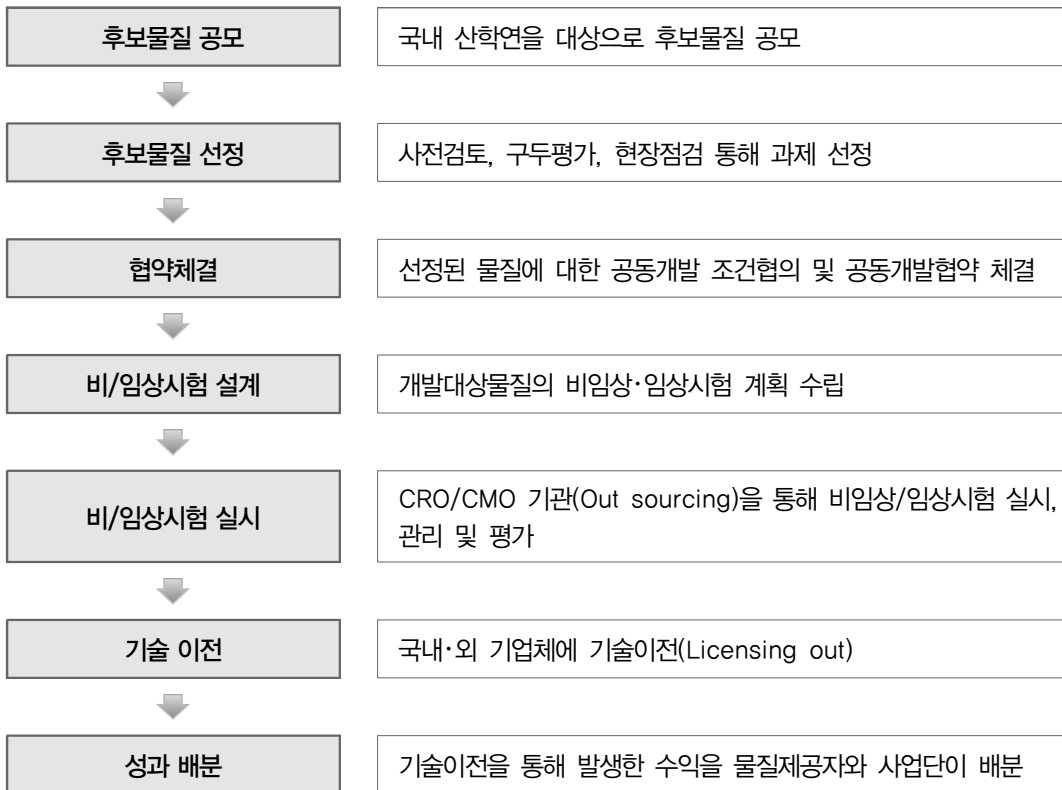 후보물질 공모
국내 산학연을 대상으로 후보물질 공모
후보물질 선정
사전검토, 구두평가, 현장점검 통해 과제 선정
협약체결
선정된 물질에 대한 공동개발 조건협의 및 공동개발협약 체결
비/임상시험 설계
개발대상물질의 비임상·임상시험 계획 수립
비/임상시험 실시
CRO/CMO 기관(Out sourcing)을 통해 비임상/임상시험 실시,
관리 및 평가
기술 이전
국내·외 기업체에 기술이전(Licensing out)
성과 배분
기술이전을 통해 발생한 수익을 물질제공자와 사업단이 배분